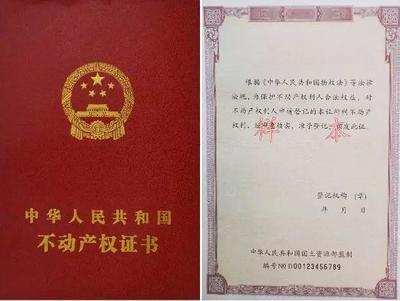 中华人民共和国
不动产权证书
根据《中华人民共和国物权法》等法律
法规，为保护不动产权利人合法权益，对
不动产权利人申请登记的本证所列不动产
权利，经审查核实，准予登记，颁发此证。
样本
登记机构（章）
年 月 日
中华人民共和国国土资源部监制
编号NO D00123456789